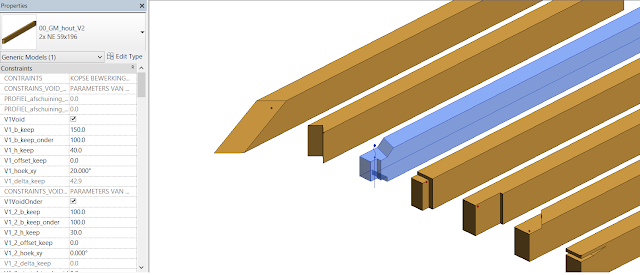 Properties
00_GM_hout_V2
2x NE 59x196
Generic Models (1)
Edit Type
Constraints
CONTRAINTS KOPSE BEWERKING...
CONSTRAINS_VOID_... PARAMETERS VAN ...
PROFIEL_afschuining_... 0.0
PROFIEL_afschuining_... 0.0
V1Void
V1_b_keep 150.0
V1_b_keep_onder 100.0
V1_h_keep 40.0
V1_offset_keep 0.0
V1_hoek_xy 20.000°
V1_delta_keep 42.9
CONSTRAINTS_VOID_... PARAMETERS VAN ...
V1VoidOnder
V1_2_b_keep 100.0
V1_2_b_keep_onder 100.0
V1_2_h_keep 30.0
V1_2_offset_keep 0.0
V1_2_hoek_xy 0.000°
V1_2_delta_keep 0.0